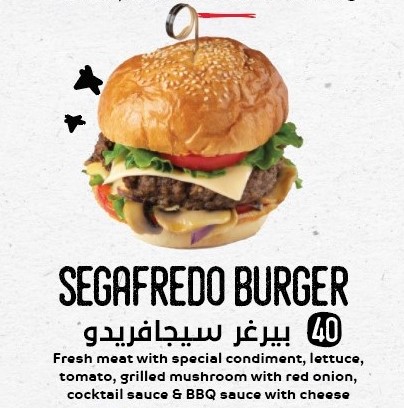 SEGAFREDO BURGER
بيرغر سيجافريدو 40
Fresh meat with special condiment, lettuce,
tomato, grilled mushroom with red onion,
cocktail sauce & BBQ sauce with cheese